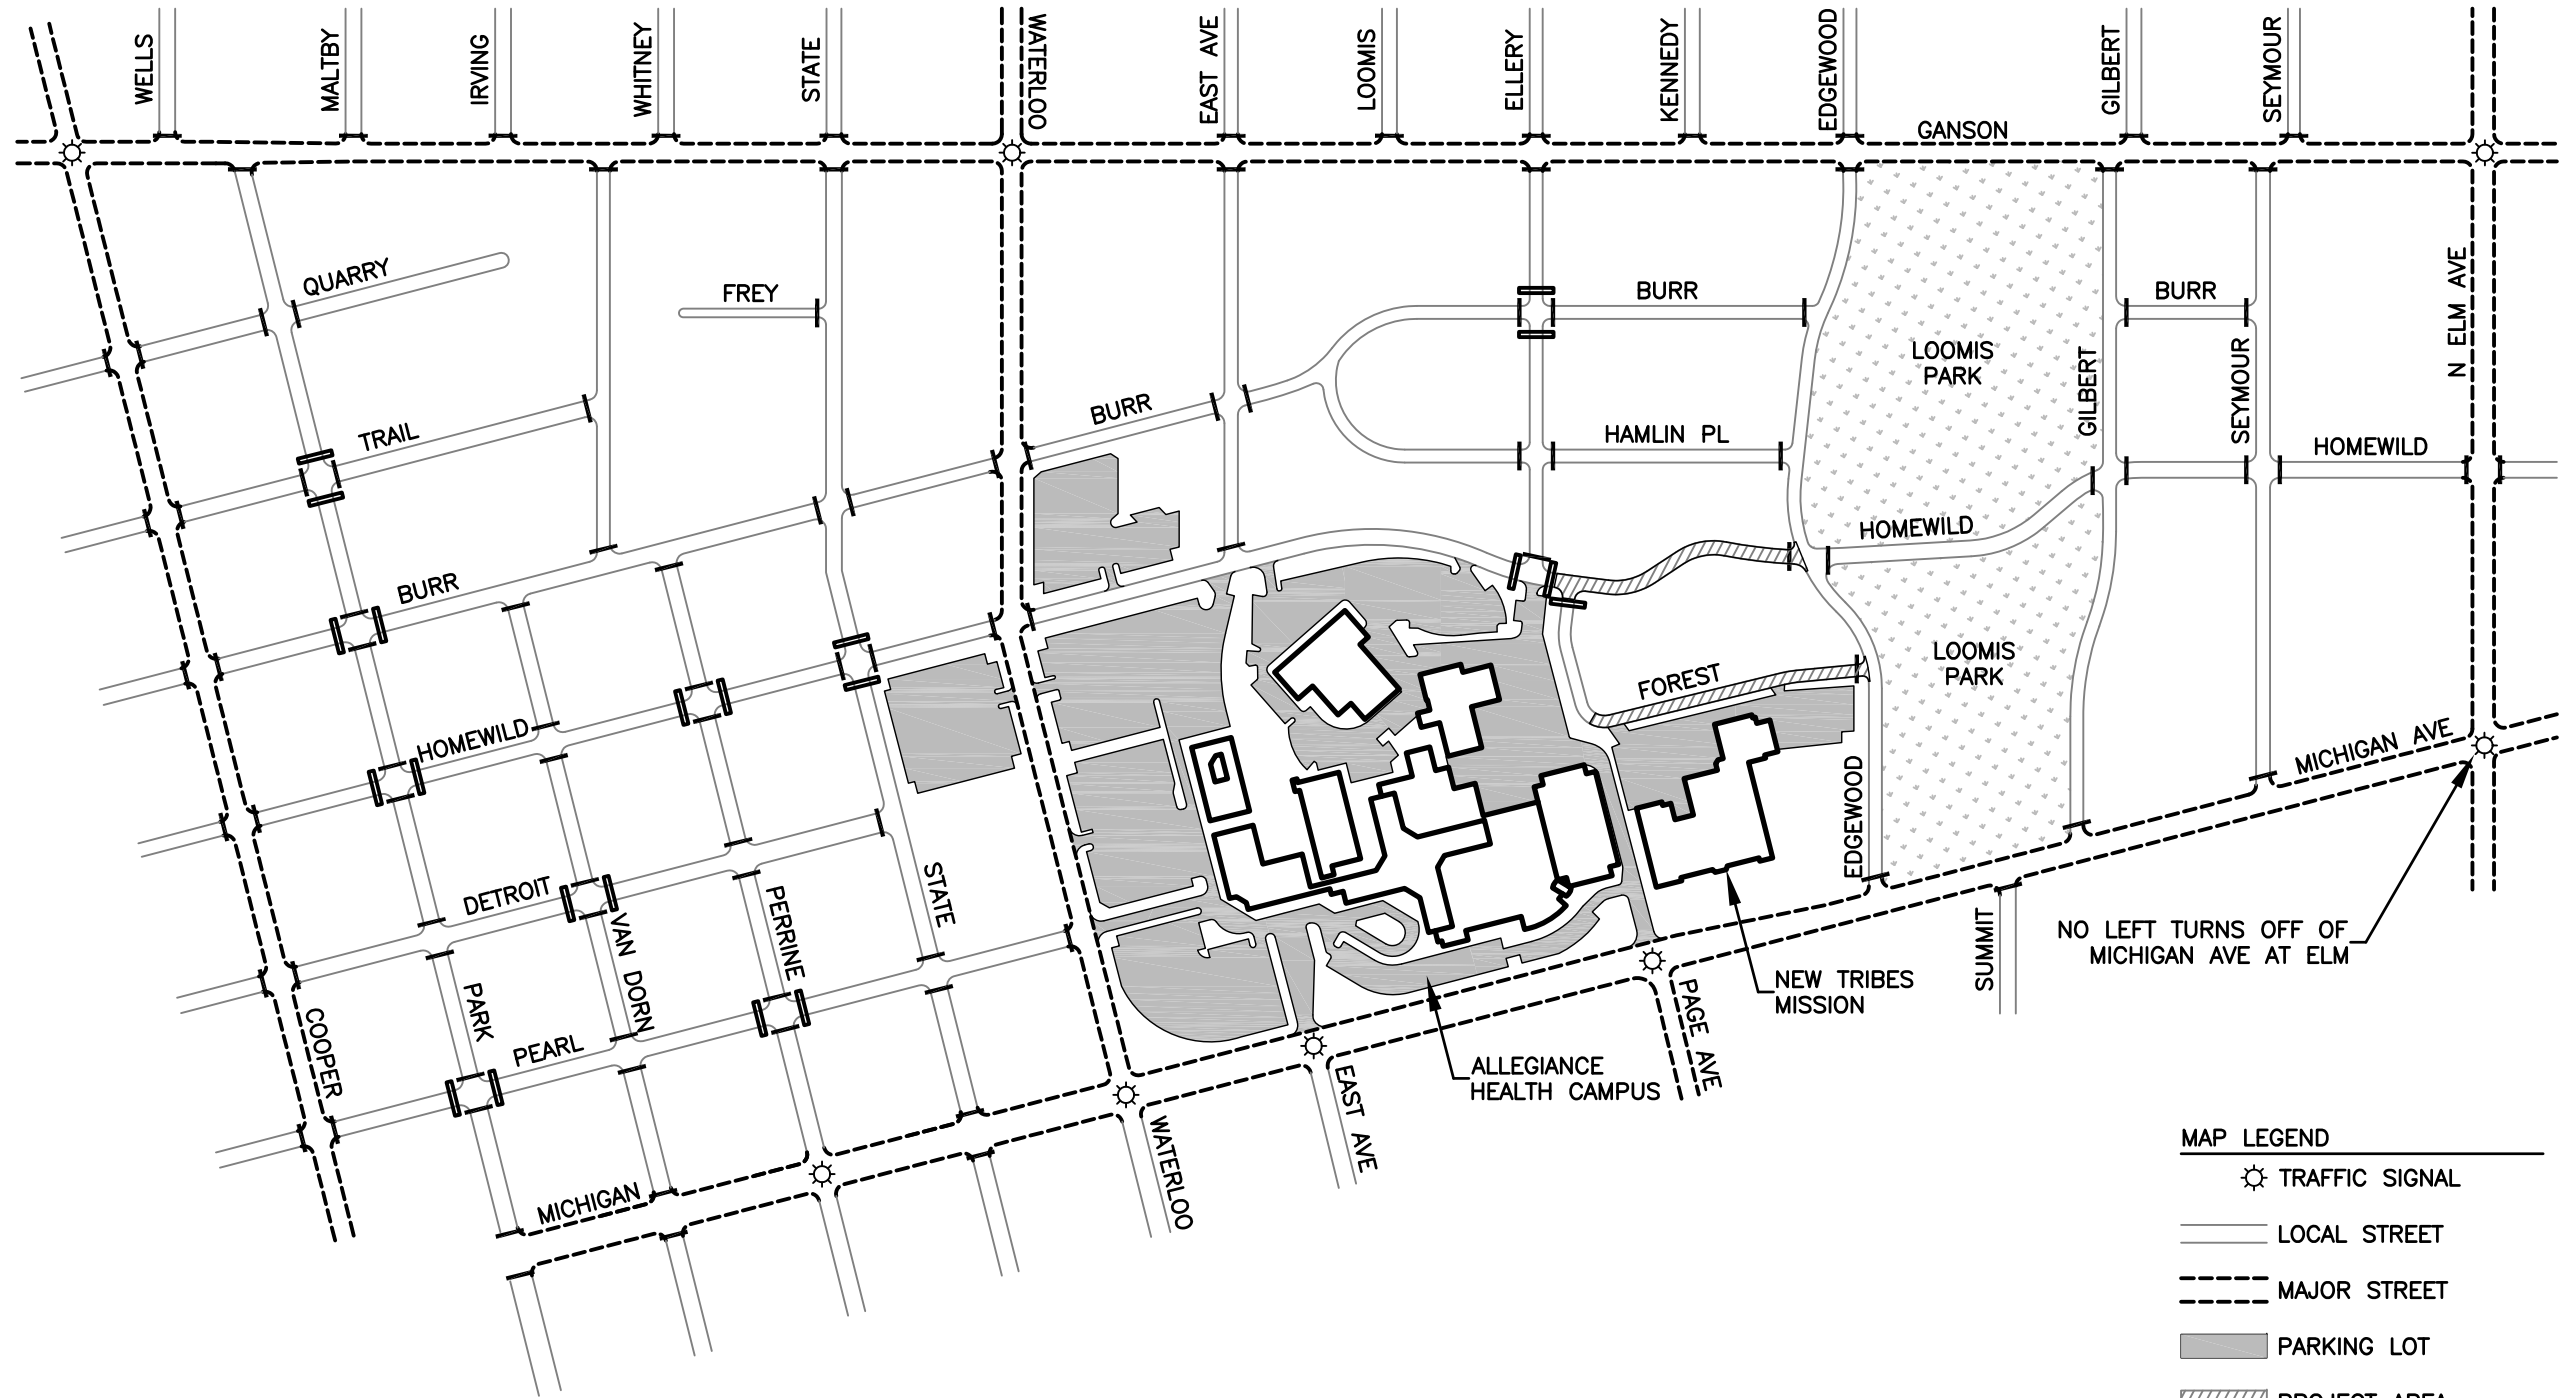 WELLS
MALTBY
IRVING
WHITNEY
STATE
WATERLOO
EAST AVE
LOOMIS
ELLERY
KENNEDY
EDGEWOOD
GANSON
GILBERT
SEYMOUR
QUARRY
FREY
BURR
BURR
N ELM AVE
LOOMIS
PARK
GILBERT
SEYMOUR
BURR
TRAIL
HAMLIN PL
HOMEWILD
HOMEWILD
BURR
FOREST
LOOMIS
PARK
HOMEWILD
MICHIGAN AVE
EDGEWOOD
DETROIT
VAN DORN
PERRINE
STATE
SUMMIT
NO LEFT TURNS OFF OF
MICHIGAN AVE AT ELM
NEW TRIBES
MISSION
PAGE AVE
PARK
COOPER
PEARL
ALLEGIANCE
HEALTH CAMPUS
EAST AVE
WATERLOO
MICHIGAN
MAP LEGEND
TRAFFIC SIGNAL
LOCAL STREET
MAJOR STREET
PARKING LOT
PROJECT AREA